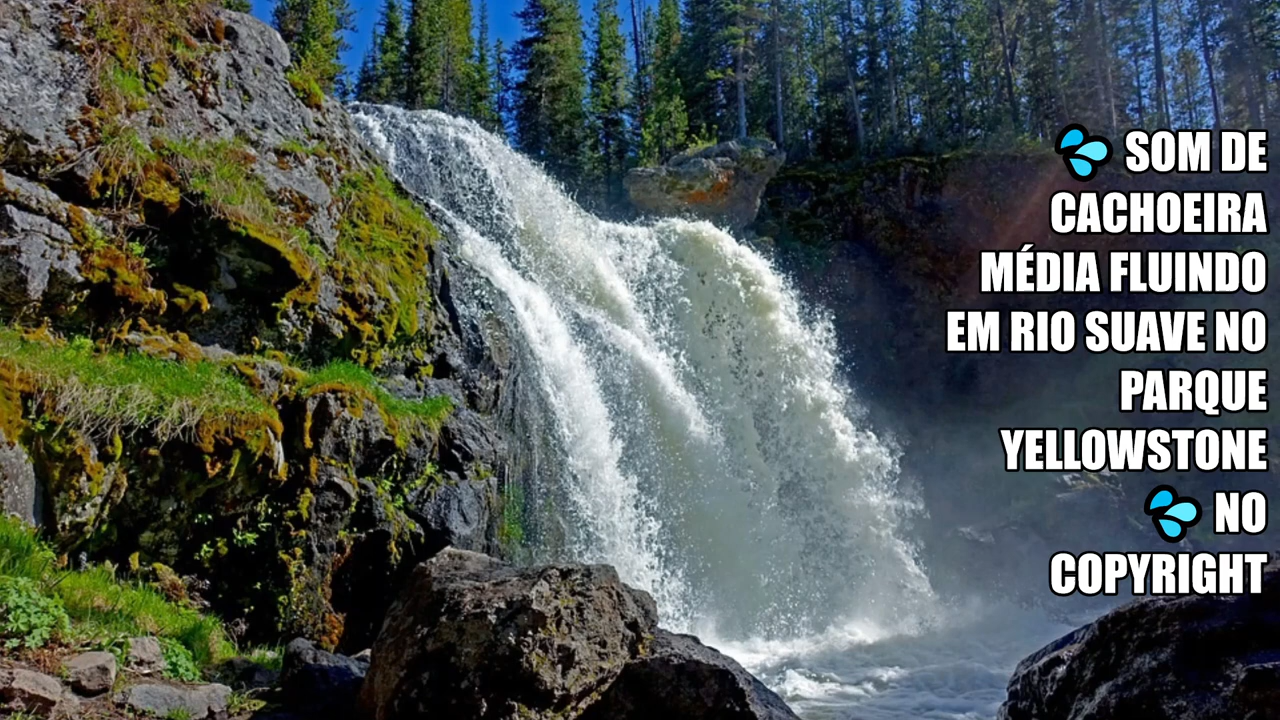 💦 SOM DE
CACHOEIRA
MÉDIA FLUINDO
EM RIO SUAVE NO
PARQUE
YELLOWSTONE
💦 NO
COPYRIGHT